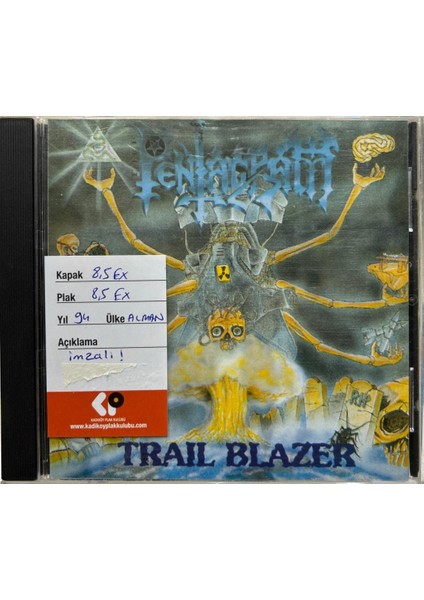 PENTAGRAM
Kapak 8,5 EX
Plak 8,5 EX
Yıl 94 Ülke ALMAN
Açıklama
imzalı !
KADIKÖY PLAK KULÜBÜ
www.kadikoyplakkulubu.com
RIP
TRAIL BLAZER